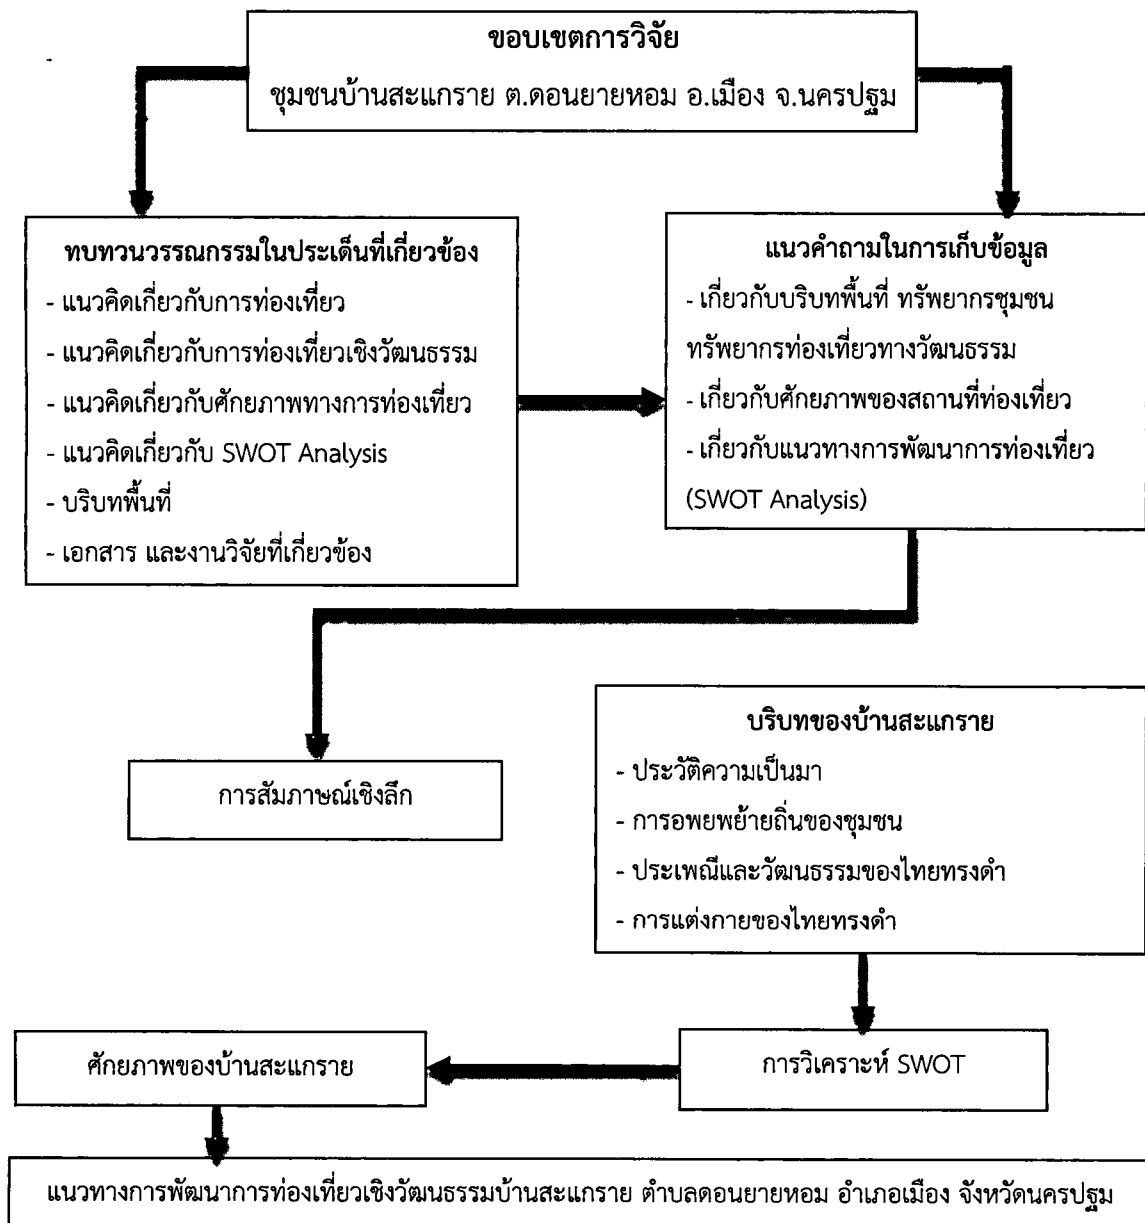 ขอบเขตการวิจัย
ชุมชนบ้านสะแกราย ต.ดอนยายหอม อ.เมือง จ.นครปฐม
ทบทวนวรรณกรรมในประเด็นที่เกี่ยวข้อง
- แนวคิดเกี่ยวกับการท่องเที่ยว
- แนวคิดเกี่ยวกับการท่องเที่ยวเชิงวัฒนธรรม
- แนวคิดเกี่ยวกับศักยภาพทางการท่องเที่ยว
- แนวคิดเกี่ยวกับ SWOT Analysis
- บริบทพื้นที่
- เอกสาร และงานวิจัยที่เกี่ยวข้อง
แนวคำถามในการเก็บข้อมูล
- เกี่ยวกับบริบทพื้นที่ ทรัพยากรชุมชน
ทรัพยากรท่องเที่ยวทางวัฒนธรรม
- เกี่ยวกับศักยภาพของสถานที่ท่องเที่ยว
- เกี่ยวกับแนวทางการพัฒนาการท่องเที่ยว
(SWOT Analysis)
การสัมภาษณ์เชิงลึก
บริบทของบ้านสะแกราย
- ประวัติความเป็นมา
- การอพยพย้ายถิ่นของชุมชน
- ประเพณีและวัฒนธรรมของไทยทรงดำ
- การแต่งกายของไทยทรงดำ
การวิเคราะห์ SWOT
ศักยภาพของบ้านสะแกราย
แนวทางการพัฒนาการท่องเที่ยวเชิงวัฒนธรรมบ้านสะแกราย ตำบลดอนยายหอม อำเภอเมือง จังหวัดนครปฐม